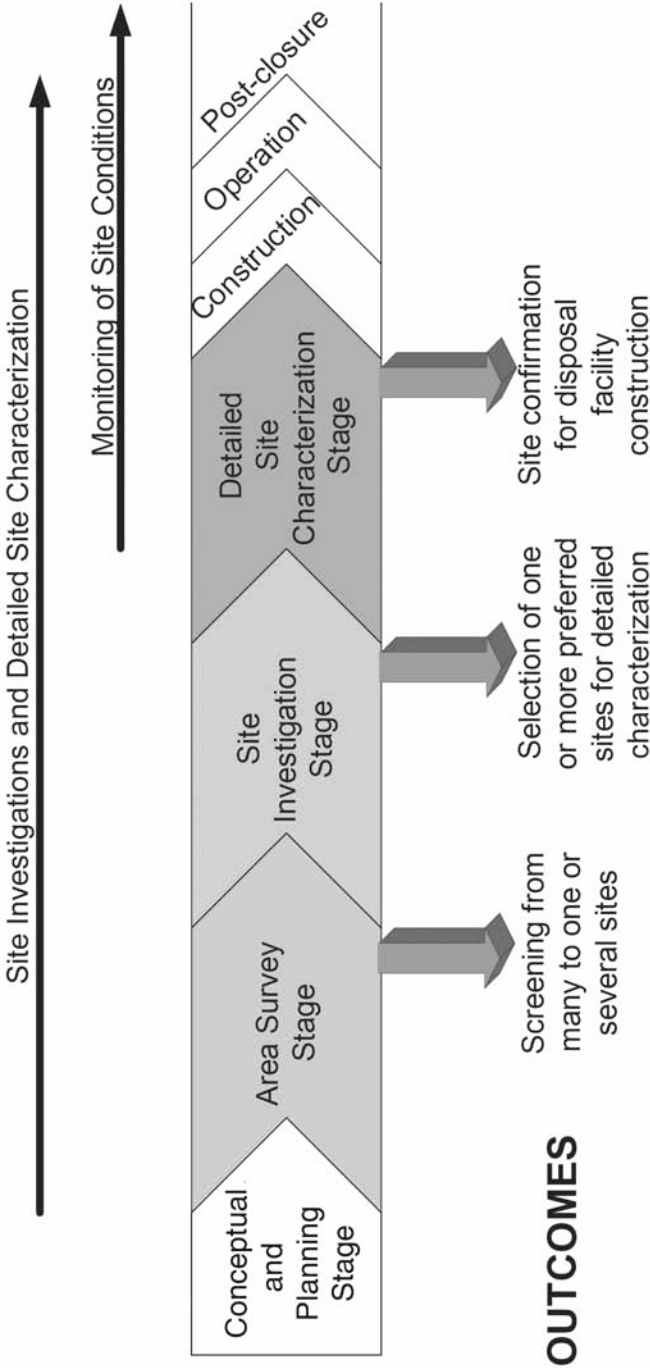 Site Investigations and Detailed Site Characterization
Monitoring of Site Conditions
Conceptual
and
Planning
Stage
Area Survey
Stage
Site
Investigation
Stage
Detailed
Site
Characterization
Stage
Construction
Operation
Post-closure
OUTCOMES
Screening from
many to one or
several sites
Selection of one
or more preferred
sites for detailed
characterization
Site confirmation
for disposal
facility
construction